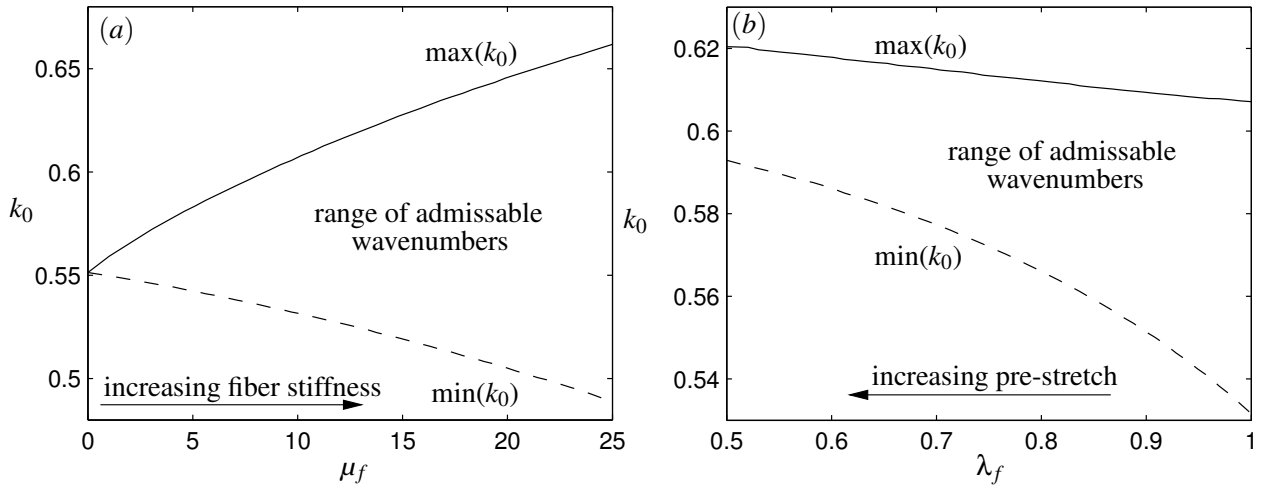 (a)
max(k₀)
0.65
0.6
k₀
range of admissable
wavenumbers
0.55
0.5
increasing fiber stiffness
min(k₀)
0 5 10 15 20 25
μ_f
(b)
0.62
max(k₀)
0.6
range of admissable
wavenumbers
k₀
0.58
min(k₀)
0.56
increasing pre-stretch
0.54
0.5 0.6 0.7 0.8 0.9 1
λ_f